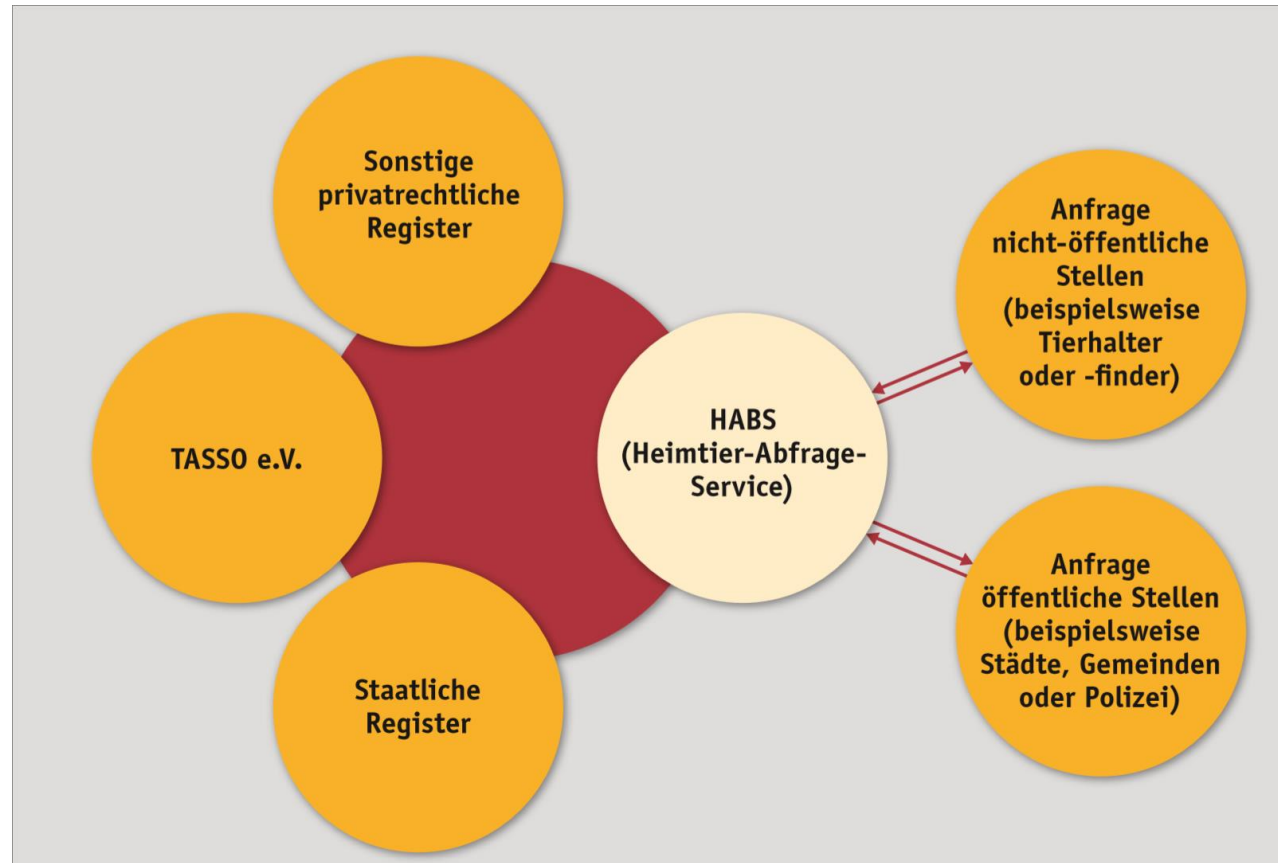 Sonstige
privatrechtliche
Register
TASSO e.V.
Staatliche
Register
HABS
(Heimtier-Abfrage-
Service)
Anfrage
nicht-öffentliche
Stellen
(beispielsweise
Tierhalter
oder -finder)
Anfrage
öffentliche Stellen
(beispielsweise
Städte, Gemeinden
oder Polizei)